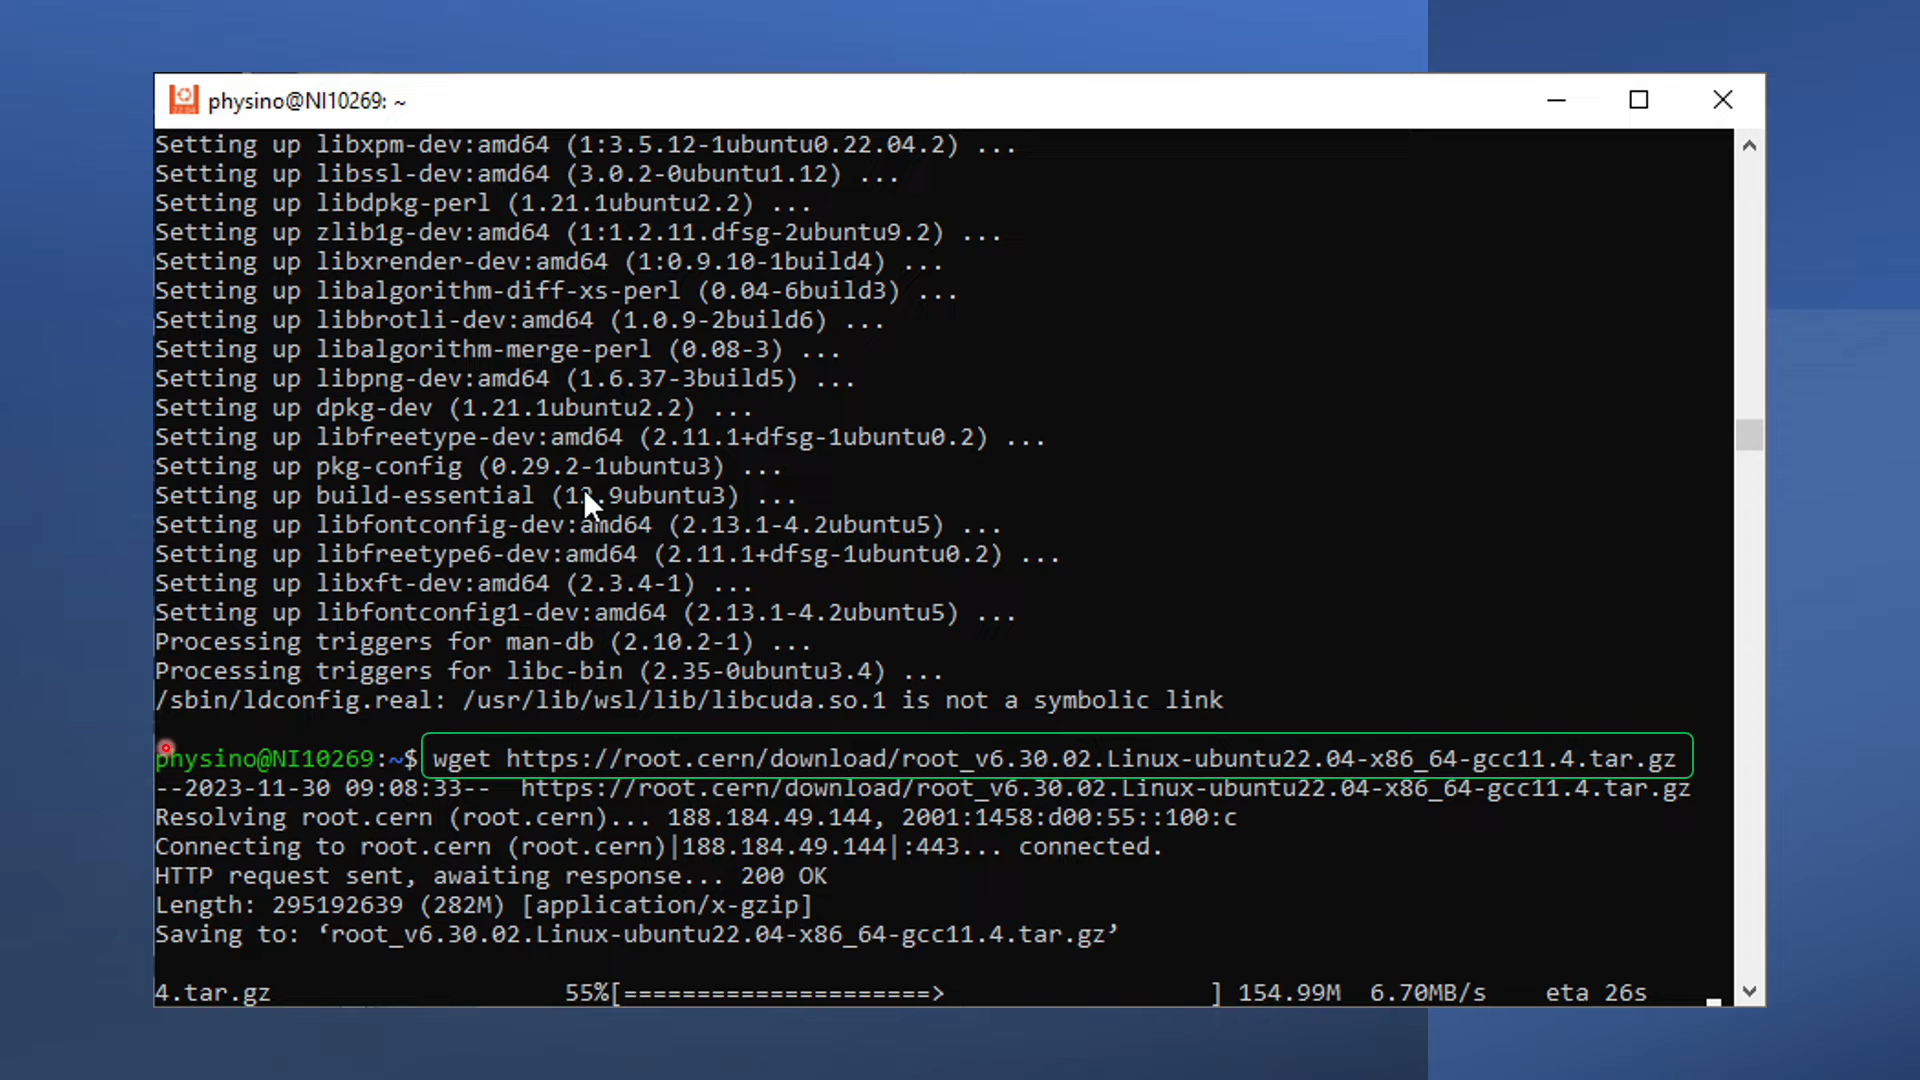 physino@NI10269: ~
Setting up libxpm-dev:amd64 (1:3.5.12-1ubuntu0.22.04.2) ...
Setting up libssl-dev:amd64 (3.0.2-0ubuntu1.12) ...
Setting up libdpkg-perl (1.21.1ubuntu2.2) ...
Setting up zlib1g-dev:amd64 (1:1.2.11.dfsg-2ubuntu9.2) ...
Setting up libxrender-dev:amd64 (1:0.9.10-1build4) ...
Setting up libalgorithm-diff-xs-perl (0.04-6build3) ...
Setting up libbrotli-dev:amd64 (1.0.9-2build6) ...
Setting up libalgorithm-merge-perl (0.08-3) ...
Setting up libpng-dev:amd64 (1.6.37-3build5) ...
Setting up dpkg-dev (1.21.1ubuntu2.2) ...
Setting up libfreetype-dev:amd64 (2.11.1+dfsg-1ubuntu0.2) ...
Setting up pkg-config (0.29.2-1ubuntu3) ...
Setting up build-essential (12.9ubuntu3) ...
Setting up libfontconfig-dev:amd64 (2.13.1-4.2ubuntu5) ...
Setting up libfreetype6-dev:amd64 (2.11.1+dfsg-1ubuntu0.2) ...
Setting up libxft-dev:amd64 (2.3.4-1) ...
Setting up libfontconfig1-dev:amd64 (2.13.1-4.2ubuntu5) ...
Processing triggers for man-db (2.10.2-1) ...
Processing triggers for libc-bin (2.35-0ubuntu3.4) ...
/sbin/ldconfig.real: /usr/lib/wsl/lib/libcuda.so.1 is not a symbolic link
physino@NI10269:~$ wget https://root.cern/download/root_v6.30.02.Linux-ubuntu22.04-x86_64-gcc11.4.tar.gz
--2023-11-30 09:08:33--  https://root.cern/download/root_v6.30.02.Linux-ubuntu22.04-x86_64-gcc11.4.tar.gz
Resolving root.cern (root.cern)... 188.184.49.144, 2001:1458:d00:55::100:c
Connecting to root.cern (root.cern)|188.184.49.144|:443... connected.
HTTP request sent, awaiting response... 200 OK
Length: 295192639 (282M) [application/x-gzip]
Saving to: ‘root_v6.30.02.Linux-ubuntu22.04-x86_64-gcc11.4.tar.gz’
4.tar.gz 55%[=====================> ] 154.99M 6.70MB/s eta 26s